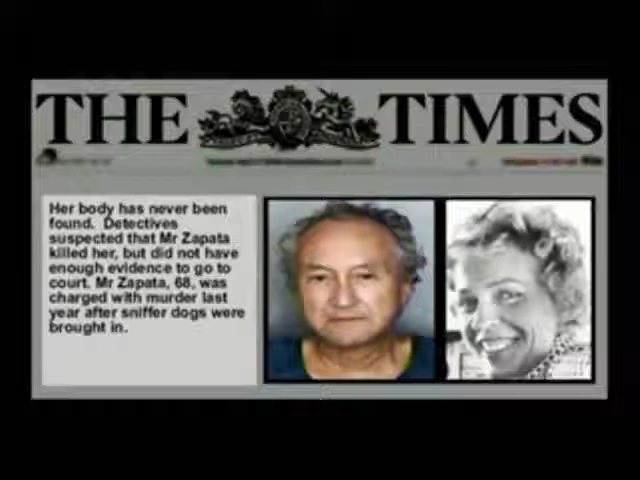 THE TIMES
Her body has never been
found. Detectives
suspected that Mr Zapata
killed her, but did not have
enough evidence to go to
court. Mr Zapata, 68, was
charged with murder last
year after sniffer dogs were
brought in.